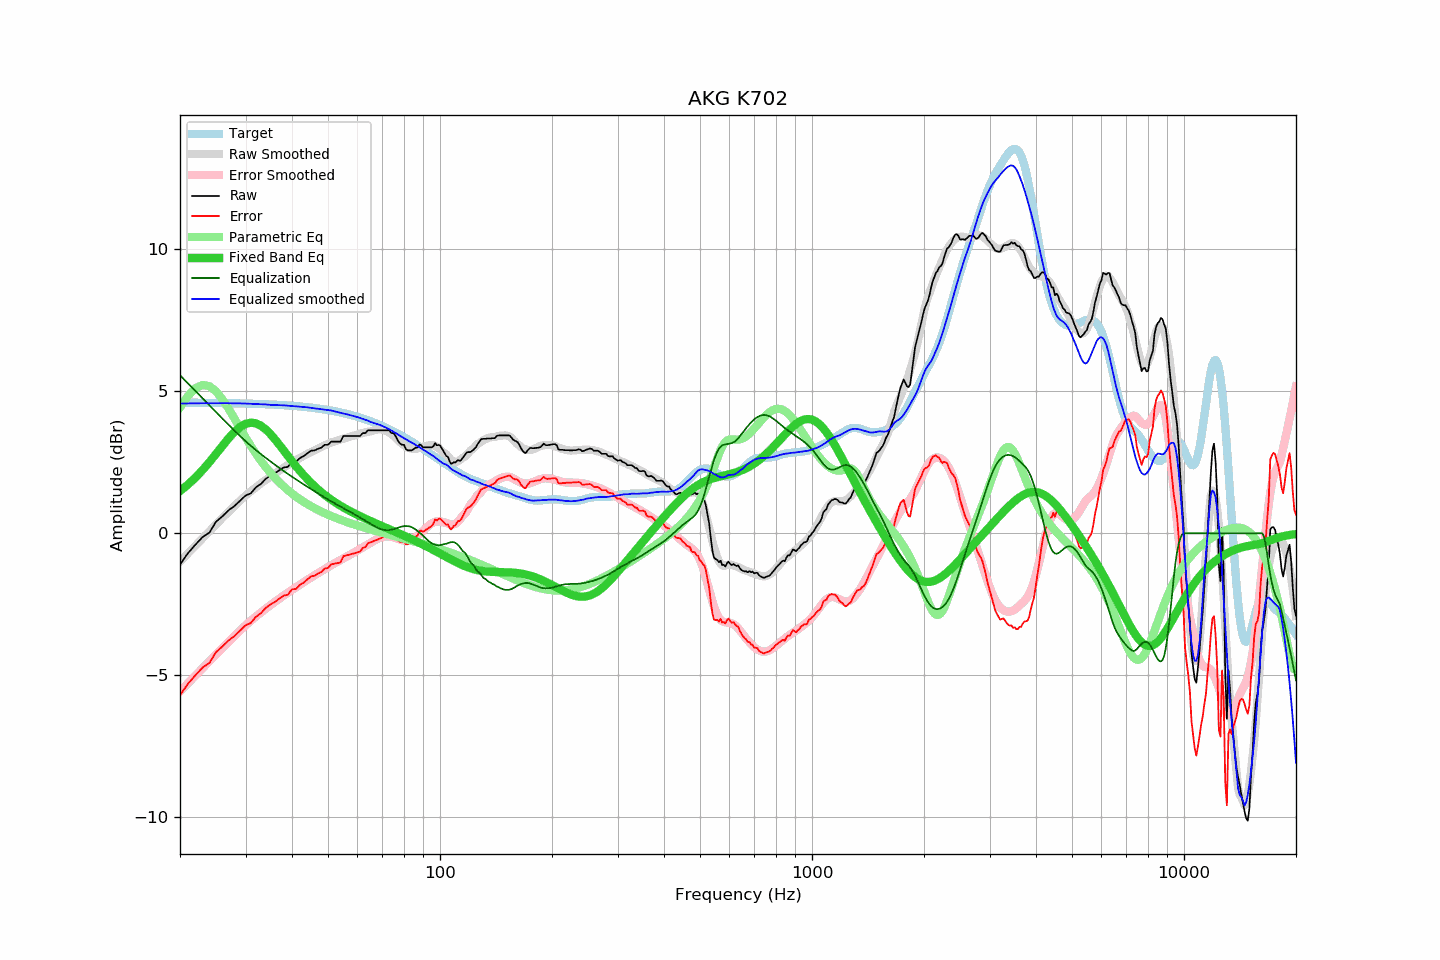 AKG K702
Target
Raw Smoothed
Error Smoothed
Raw
Error
Parametric Eq
Fixed Band Eq
Equalization
Equalized smoothed
Amplitude (dBr)
10
5
0
−5
−10
100
1000
10000
Frequency (Hz)